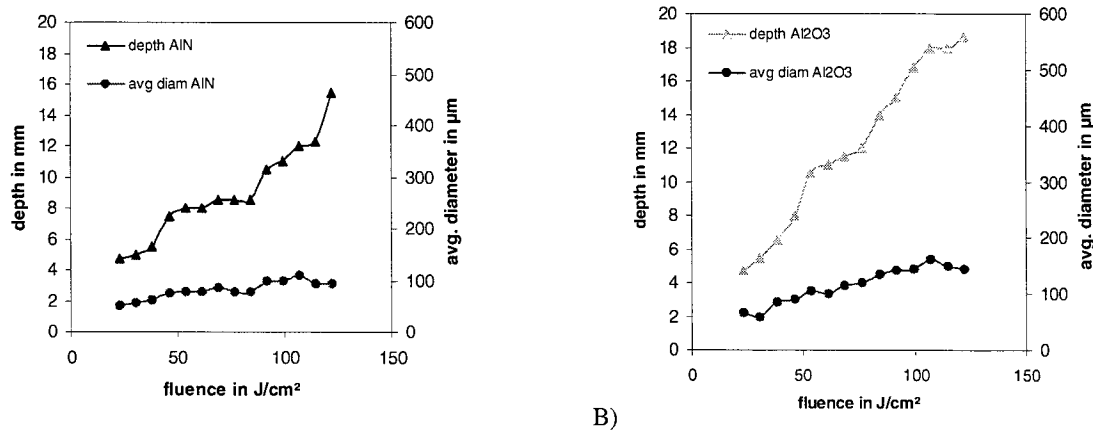 20
18
16
14
12
10
8
6
4
2
0
depth in mm
depth AlN
avg diam AlN
600
500
400
300
200
100
0
avg. diameter in µm
0 50 100 150
fluence in J/cm²
B)
20
18
16
14
12
10
8
6
4
2
0
depth in mm
depth Al2O3
avg diam Al2O3
600
500
400
300
200
100
0
avg. diameter in µm
0 50 100 150
fluence in J/cm²